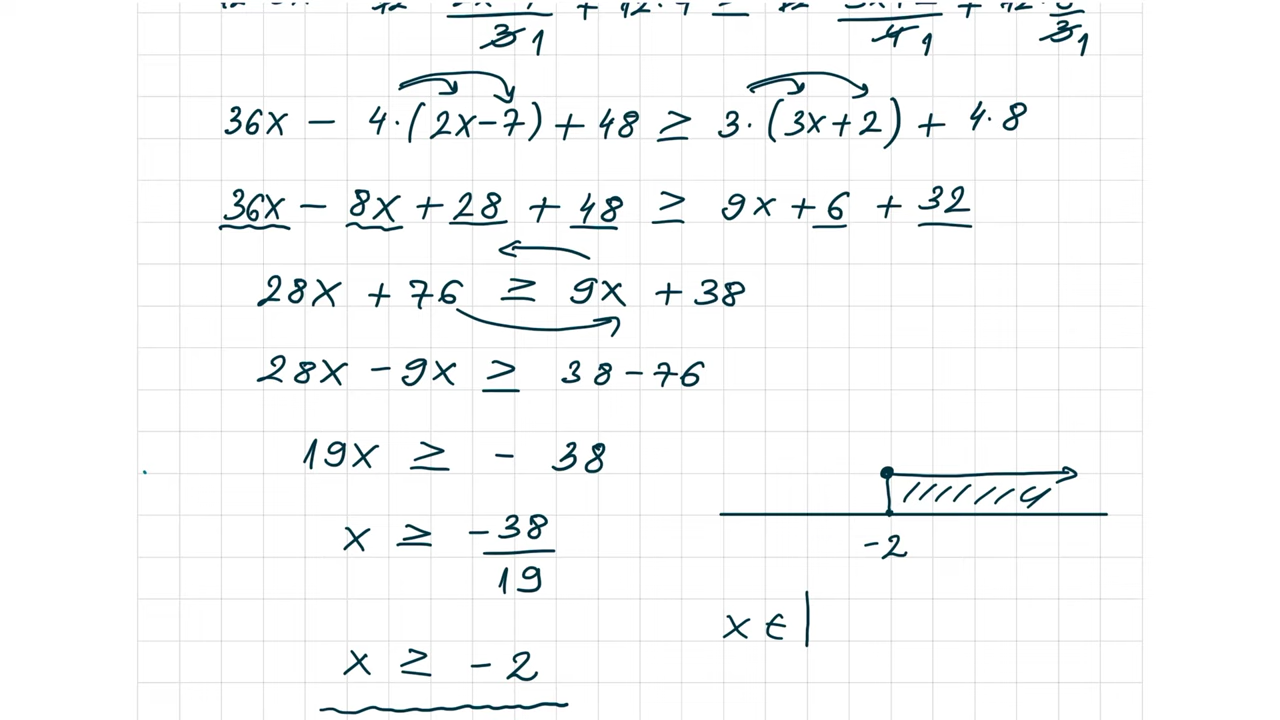 36x - 4·(2x-7) + 48 ≥ 3·(3x+2) + 4·8
36x - 8x + 28 + 48 ≥ 9x + 6 + 32
28x + 76 ≥ 9x + 38
28x - 9x ≥ 38 - 76
19x ≥ - 38
x ≥ -38/19
-2
x ∈ |
x ≥ -2